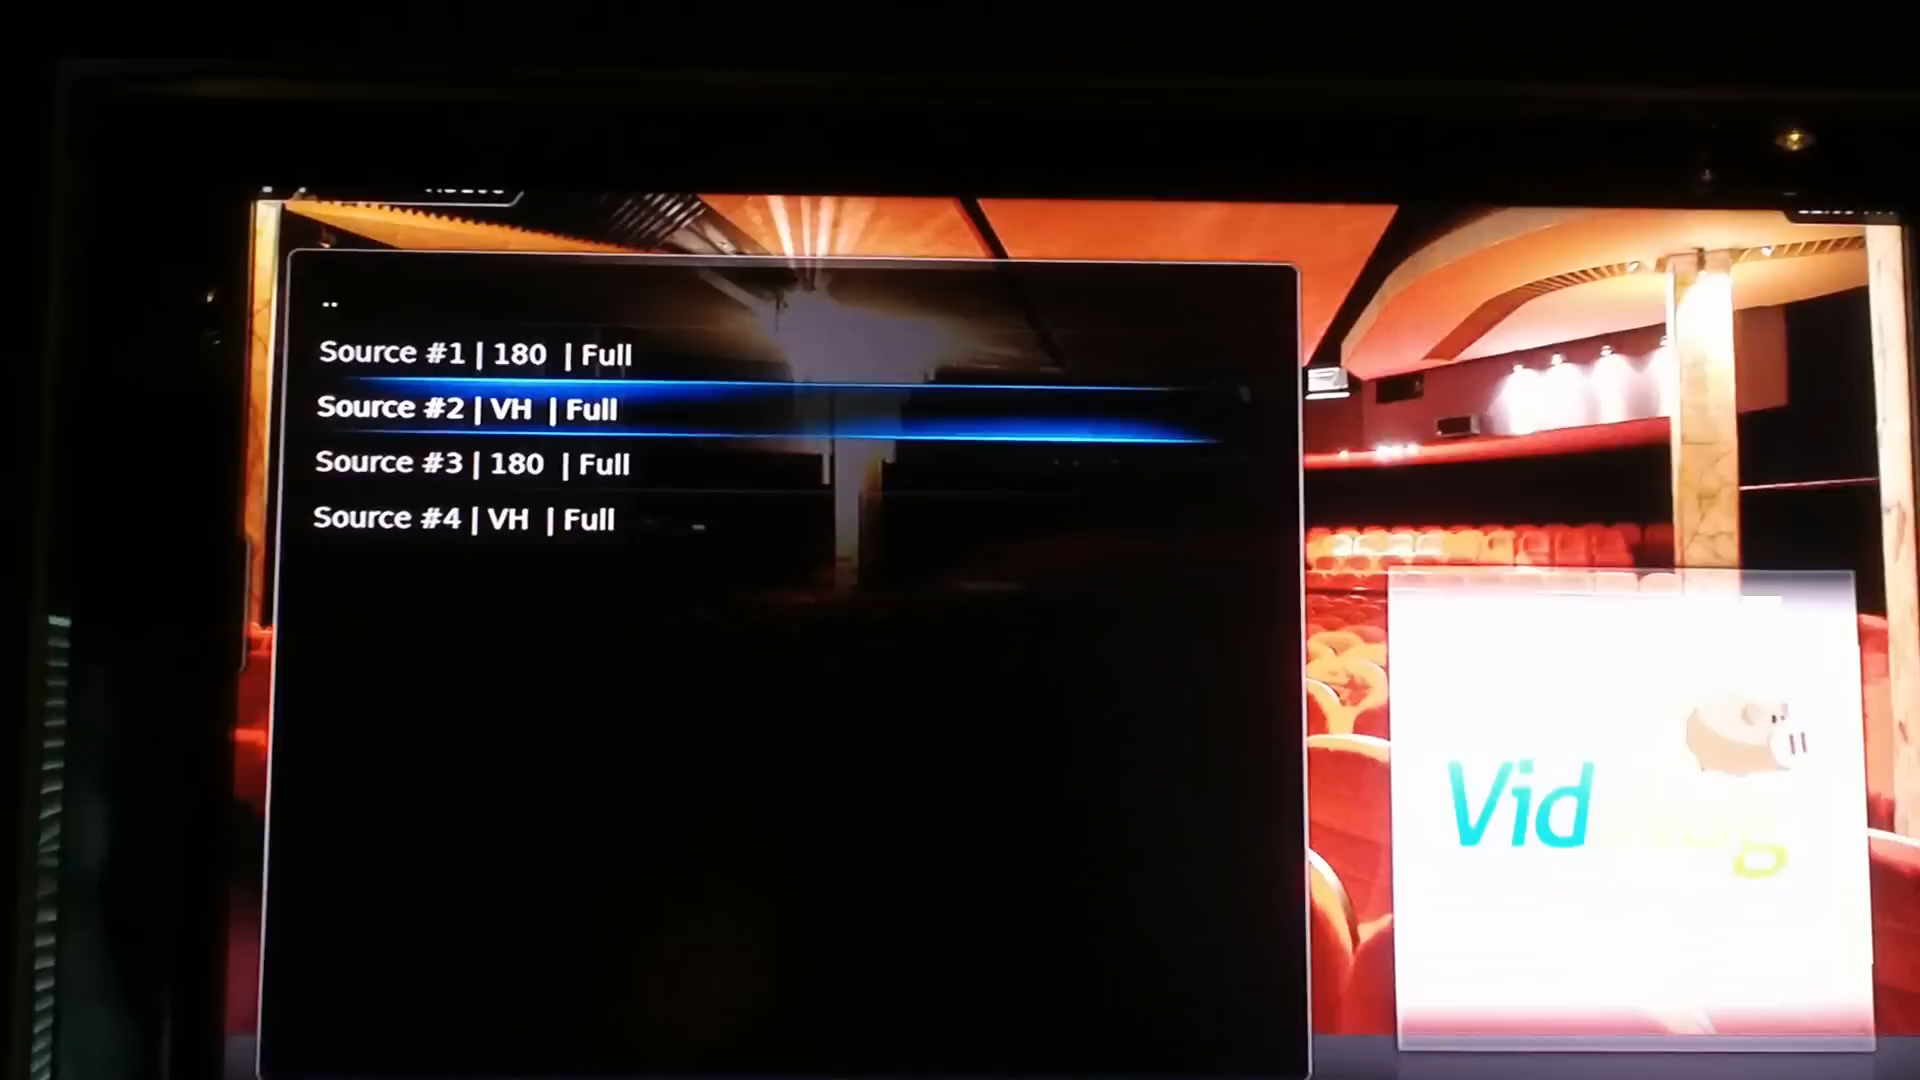 ..
Source #1 | 180 | Full
Source #2 | VH | Full
Source #3 | 180 | Full
Source #4 | VH | Full
Vid